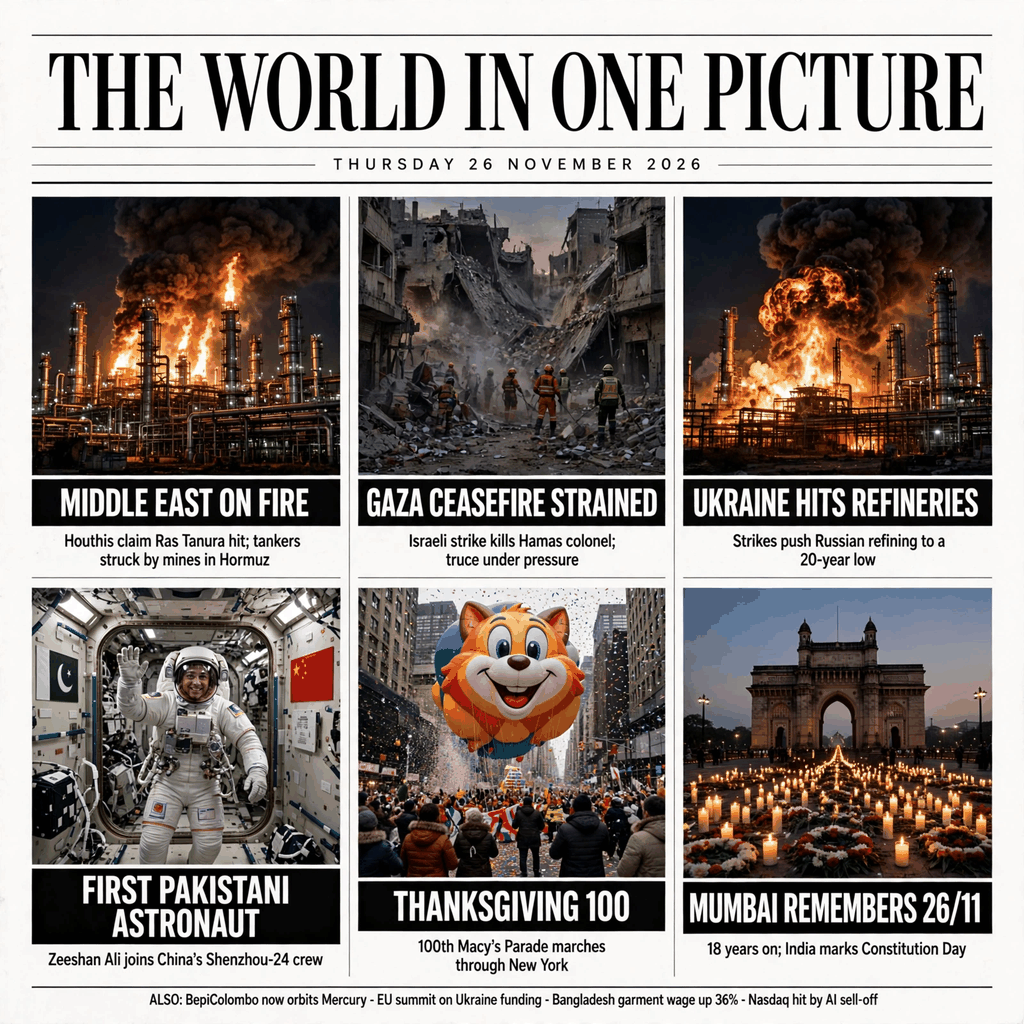 THE WORLD IN ONE PICTURE
THURSDAY 26 NOVEMBER 2026
MIDDLE EAST ON FIRE
Houthis claim Ras Tanura hit; tankers
struck by mines in Hormuz
GAZA CEASEFIRE STRAINED
Israeli strike kills Hamas colonel;
truce under pressure
UKRAINE HITS REFINERIES
Strikes push Russian refining to a
20-year low
FIRST PAKISTANI
ASTRONAUT
Zeeshan Ali joins China's Shenzhou-24 crew
THANKSGIVING 100
100th Macy's Parade marches
through New York
MUMBAI REMEMBERS 26/11
18 years on; India marks Constitution Day
ALSO: BepiColombo now orbits Mercury - EU summit on Ukraine funding - Bangladesh garment wage up 36% - Nasdaq hit by AI sell-off